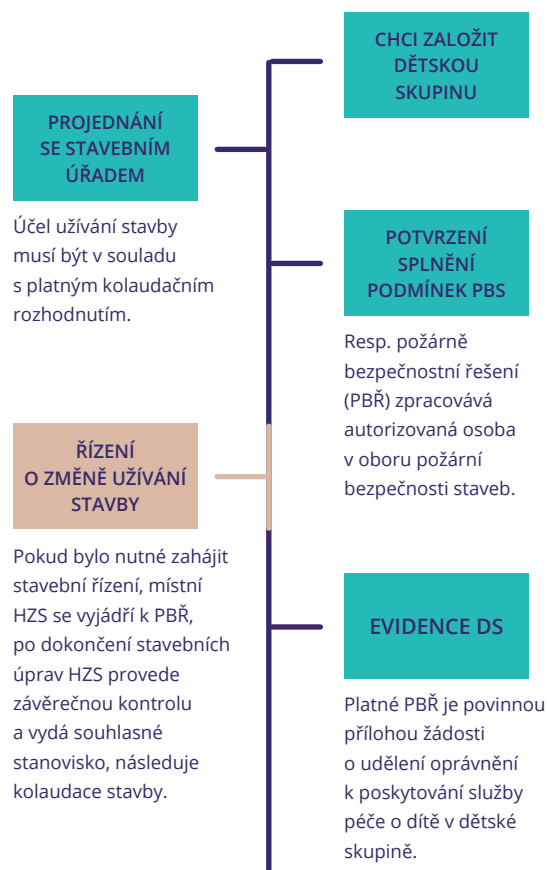 CHCI ZALOŽIT
DĚTSKOU
SKUPINU
PROJEDNÁNÍ
SE STAVEBNÍM
ÚŘADEM
Účel užívání stavby
musí být v souladu
s platným kolaudačním
rozhodnutím.
POTVRZENÍ
SPLNĚNÍ
PODMÍNEK PBS
Resp. požárně
bezpečnostní řešení
(PBŘ) zpracovává
autorizovaná osoba
v oboru požární
bezpečnosti staveb.
ŘÍZENÍ
O ZMĚNĚ UŽÍVÁNÍ
STAVBY
Pokud bylo nutné zahájit
stavební řízení, místní
HZS se vyjádří k PBŘ,
po dokončení stavebních
úprav HZS provede
závěrečnou kontrolu
a vydá souhlasné
stanovisko, následuje
kolaudace stavby.
EVIDENCE DS
Platné PBŘ je povinnou
přílohou žádosti
o udělení oprávnění
k poskytování služby
péče o dítě v dětské
skupině.